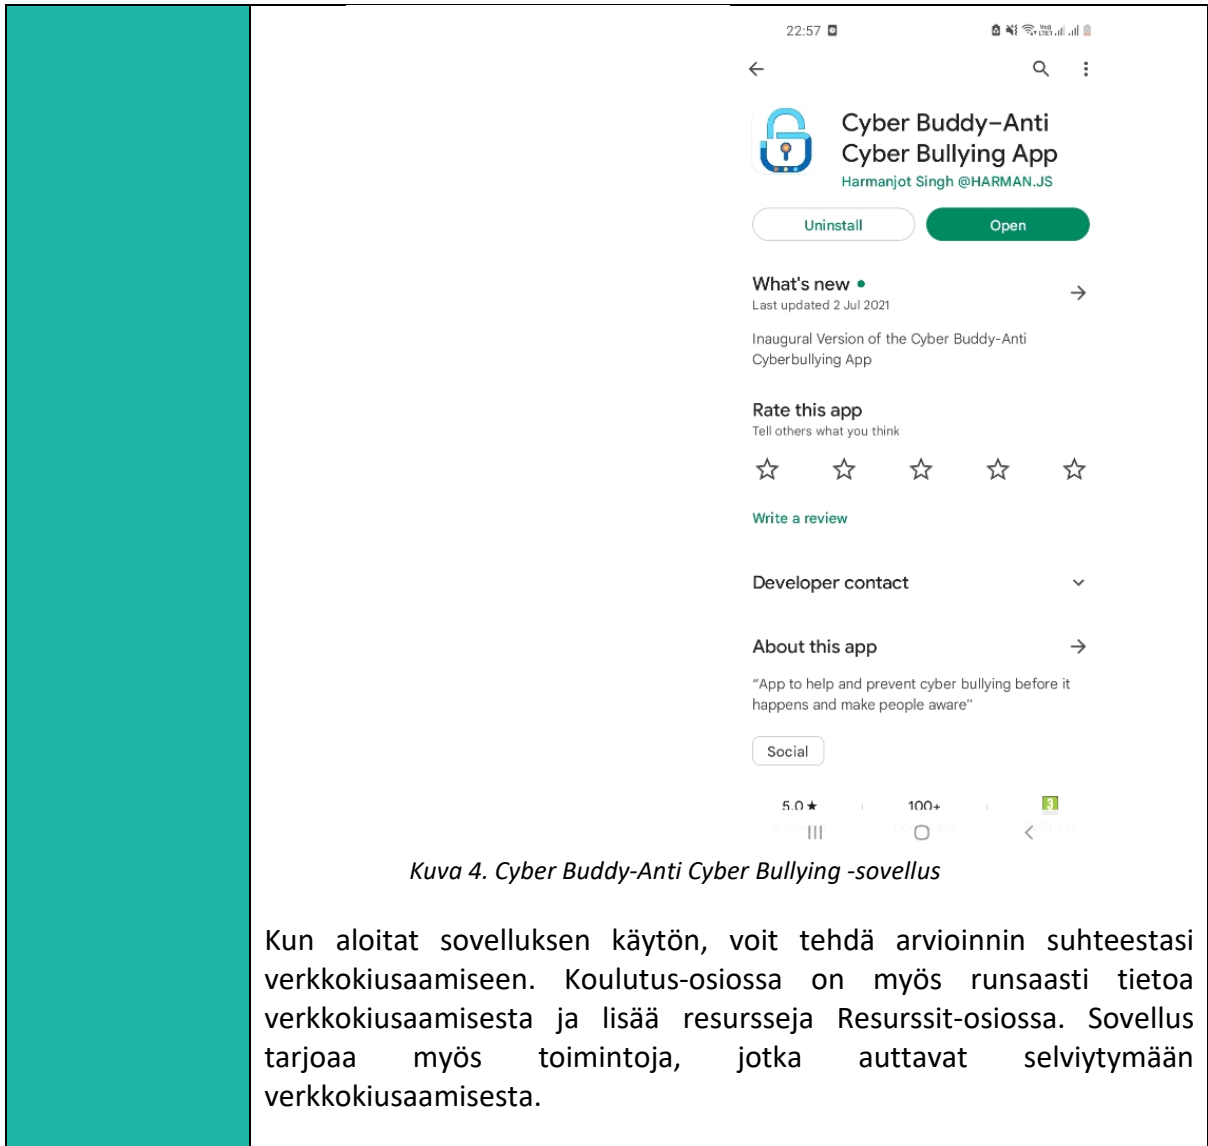 22:57
Cyber Buddy–Anti
Cyber Bullying App
Harmanjot Singh @HARMAN.JS
Uninstall
Open
What's new
Last updated 2 Jul 2021
Inaugural Version of the Cyber Buddy-Anti
Cyberbullying App
Rate this app
Tell others what you think
Write a review
Developer contact
About this app
“App to help and prevent cyber bullying before it
happens and make people aware"
Social
5.0 ★
100+
3
Kuva 4. Cyber Buddy-Anti Cyber Bullying -sovellus
Kun aloitat sovelluksen käytön, voit tehdä arvioinnin suhteestasi
verkkokiusaamiseen. Koulutus-osiossa on myös runsaasti tietoa
verkkokiusaamisesta ja lisää resursseja Resurssit-osiossa. Sovellus
tarjoaa myös toimintoja, jotka auttavat selviytymään
verkkokiusaamisesta.